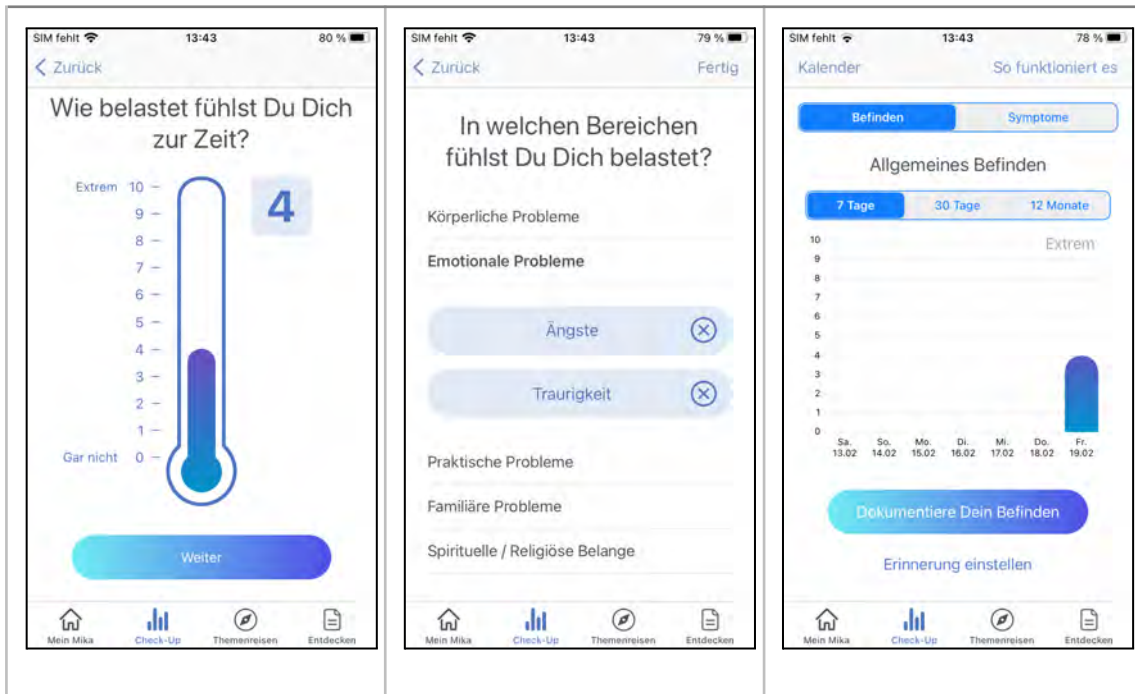 SIM fehlt 13:43 80 %
Zurück
Wie belastet fühlst Du Dich
zur Zeit?
4
Extrem 10
9
8
7
6
5
4
3
2
1
Gar nicht 0
Weiter
Mein Mika Check-Up Themenreisen Entdecken
SIM fehlt 13:43 79 %
Zurück Fertig
In welchen Bereichen
fühlst Du Dich belastet?
Körperliche Probleme
Emotionale Probleme
Ängste
Traurigkeit
Praktische Probleme
Familiäre Probleme
Spirituelle / Religiöse Belange
Mein Mika Check-Up Themenreisen Entdecken
SIM fehlt 13:43 78 %
Kalender So funktioniert es
Befinden Symptome
Allgemeines Befinden
7 Tage 30 Tage 12 Monate
Extrem
10
9
8
7
6
5
4
3
2
1
0
Sa. So. Mo. Di. Mi. Do. Fr.
13.02 14.02 15.02 16.02 17.02 18.02 19.02
Dokumentiere Dein Befinden
Erinnerung einstellen
Mein Mika Check-Up Themenreisen Entdecken